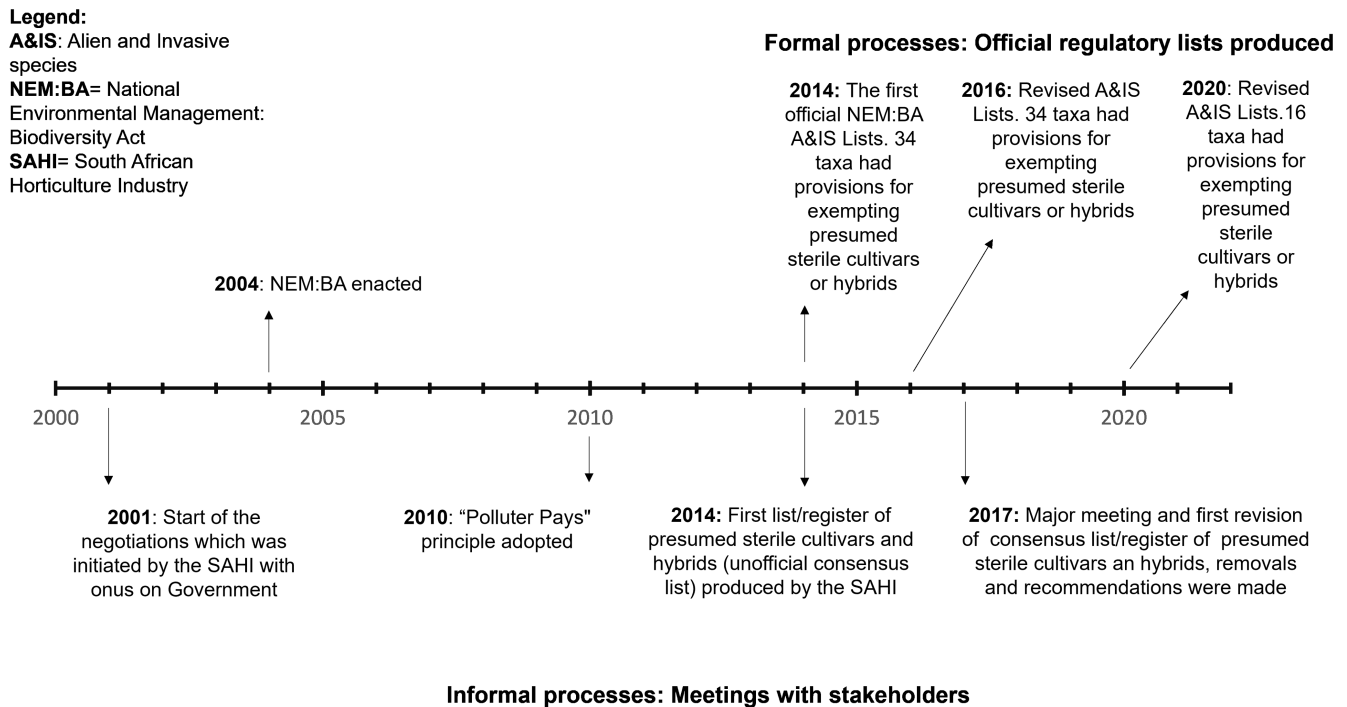 Legend:
A&IS: Alien and Invasive
species
NEM:BA= National
Environmental Management:
Biodiversity Act
SAHI= South African
Horticulture Industry
Formal processes: Official regulatory lists produced
2014: The first
official NEM:BA
A&IS Lists. 34
taxa had
provisions for
exempting
presumed
sterile cultivars
or hybrids
2016: Revised A&IS
Lists. 34 taxa had
provisions for
exempting
presumed sterile
cultivars or hybrids
2020: Revised
A&IS Lists.16
taxa had
provisions for
exempting
presumed
sterile
cultivars or
hybrids
2004: NEM:BA enacted
2000
2005
2010
2015
2020
2001: Start of the
negotiations which was
initiated by the SAHI with
onus on Government
2010: “Polluter Pays"
principle adopted
2014: First list/register of
presumed sterile cultivars and
hybrids (unofficial consensus
list) produced by the SAHI
2017: Major meeting and first revision
of consensus list/register of presumed
sterile cultivars an hybrids, removals
and recommendations were made
Informal processes: Meetings with stakeholders